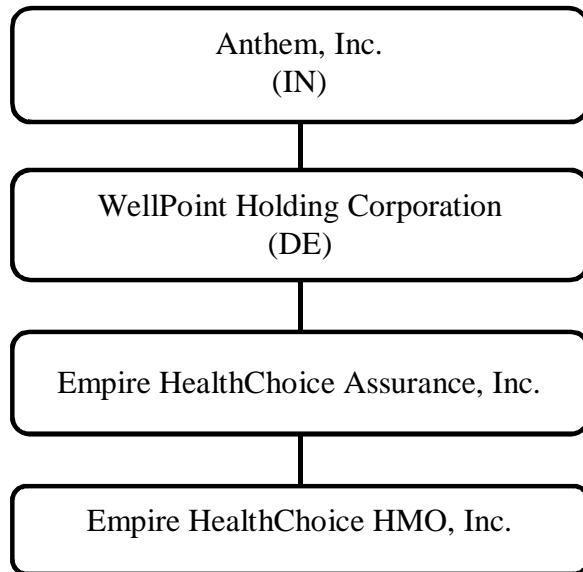 Anthem, Inc.
(IN)
WellPoint Holding Corporation
(DE)
Empire HealthChoice Assurance, Inc.
Empire HealthChoice HMO, Inc.